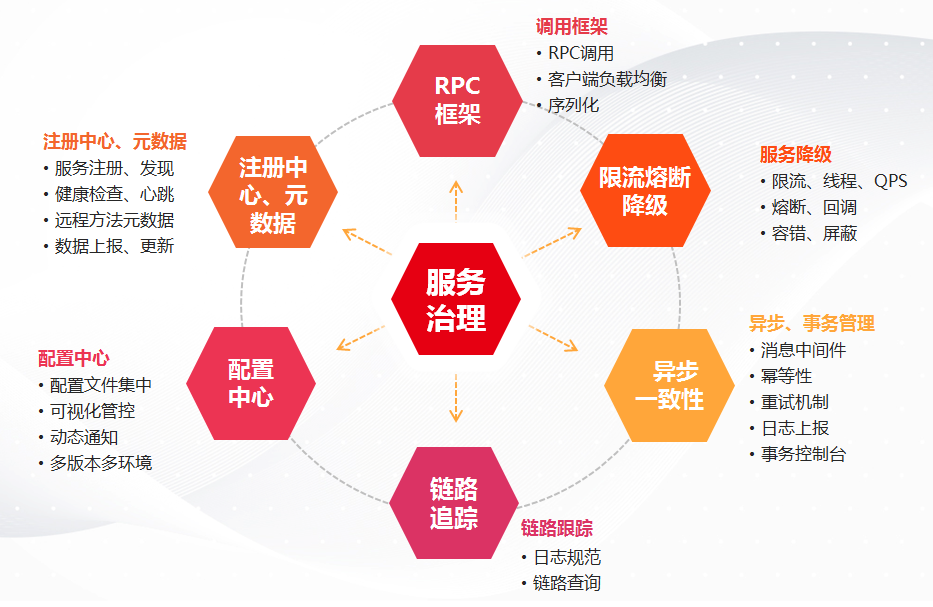 调用框架
• RPC调用
• 客户端负载均衡
• 序列化
RPC
框架
注册中心、元数据
• 服务注册、发现
• 健康检查、心跳
• 远程方法元数据
• 数据上报、更新
注册中
心、元
数据
限流熔断
降级
服务降级
• 限流、线程、QPS
• 熔断、回调
• 容错、屏蔽
服务
治理
配置中心
• 配置文件集中
• 可视化管控
• 动态通知
• 多版本多环境
配置
中心
异步
一致性
异步、事务管理
• 消息中间件
• 幂等性
• 重试机制
• 日志上报
• 事务控制台
链路
追踪
链路跟踪
• 日志规范
• 链路查询